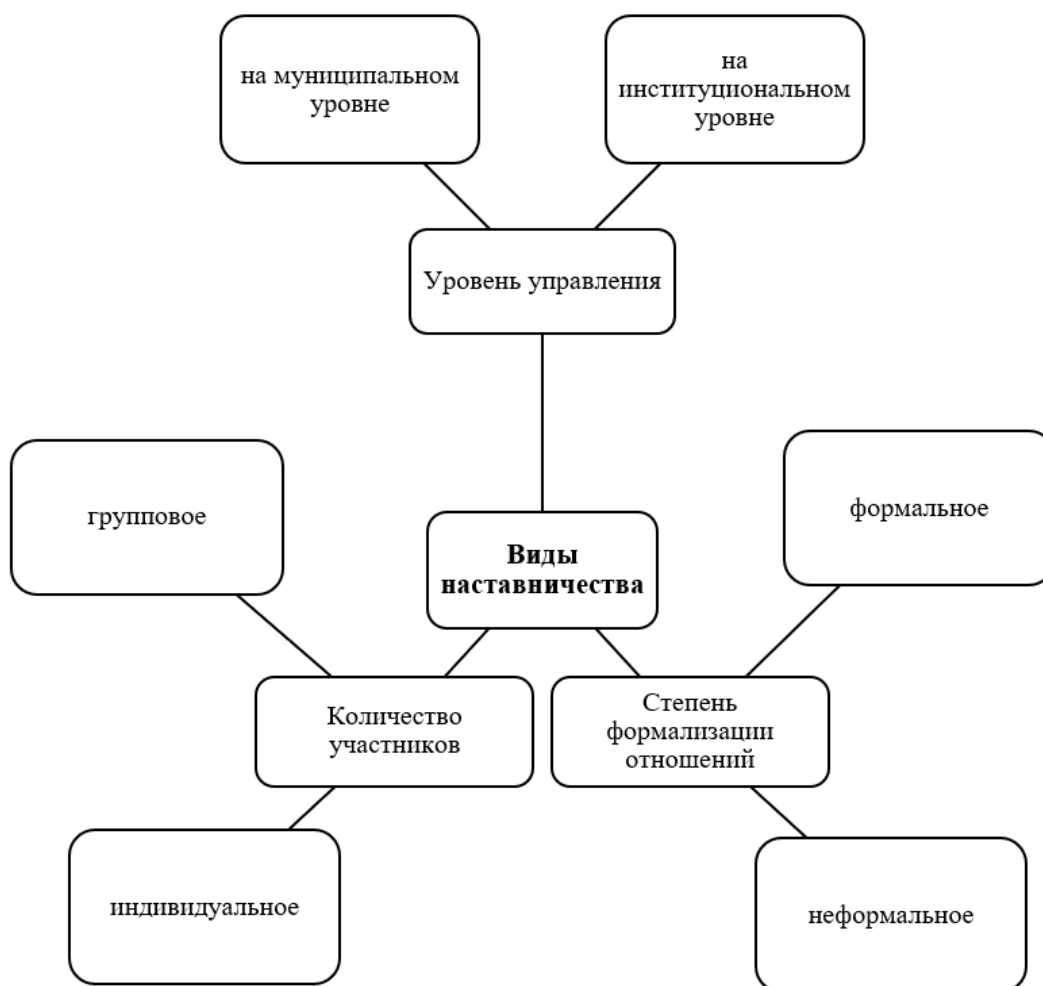 на муниципальном
уровне
на
институциональном
уровне
Уровень управления
групповое
формальное
Виды
наставничества
Количество
участников
Степень
формализации
отношений
индивидуальное
неформальное